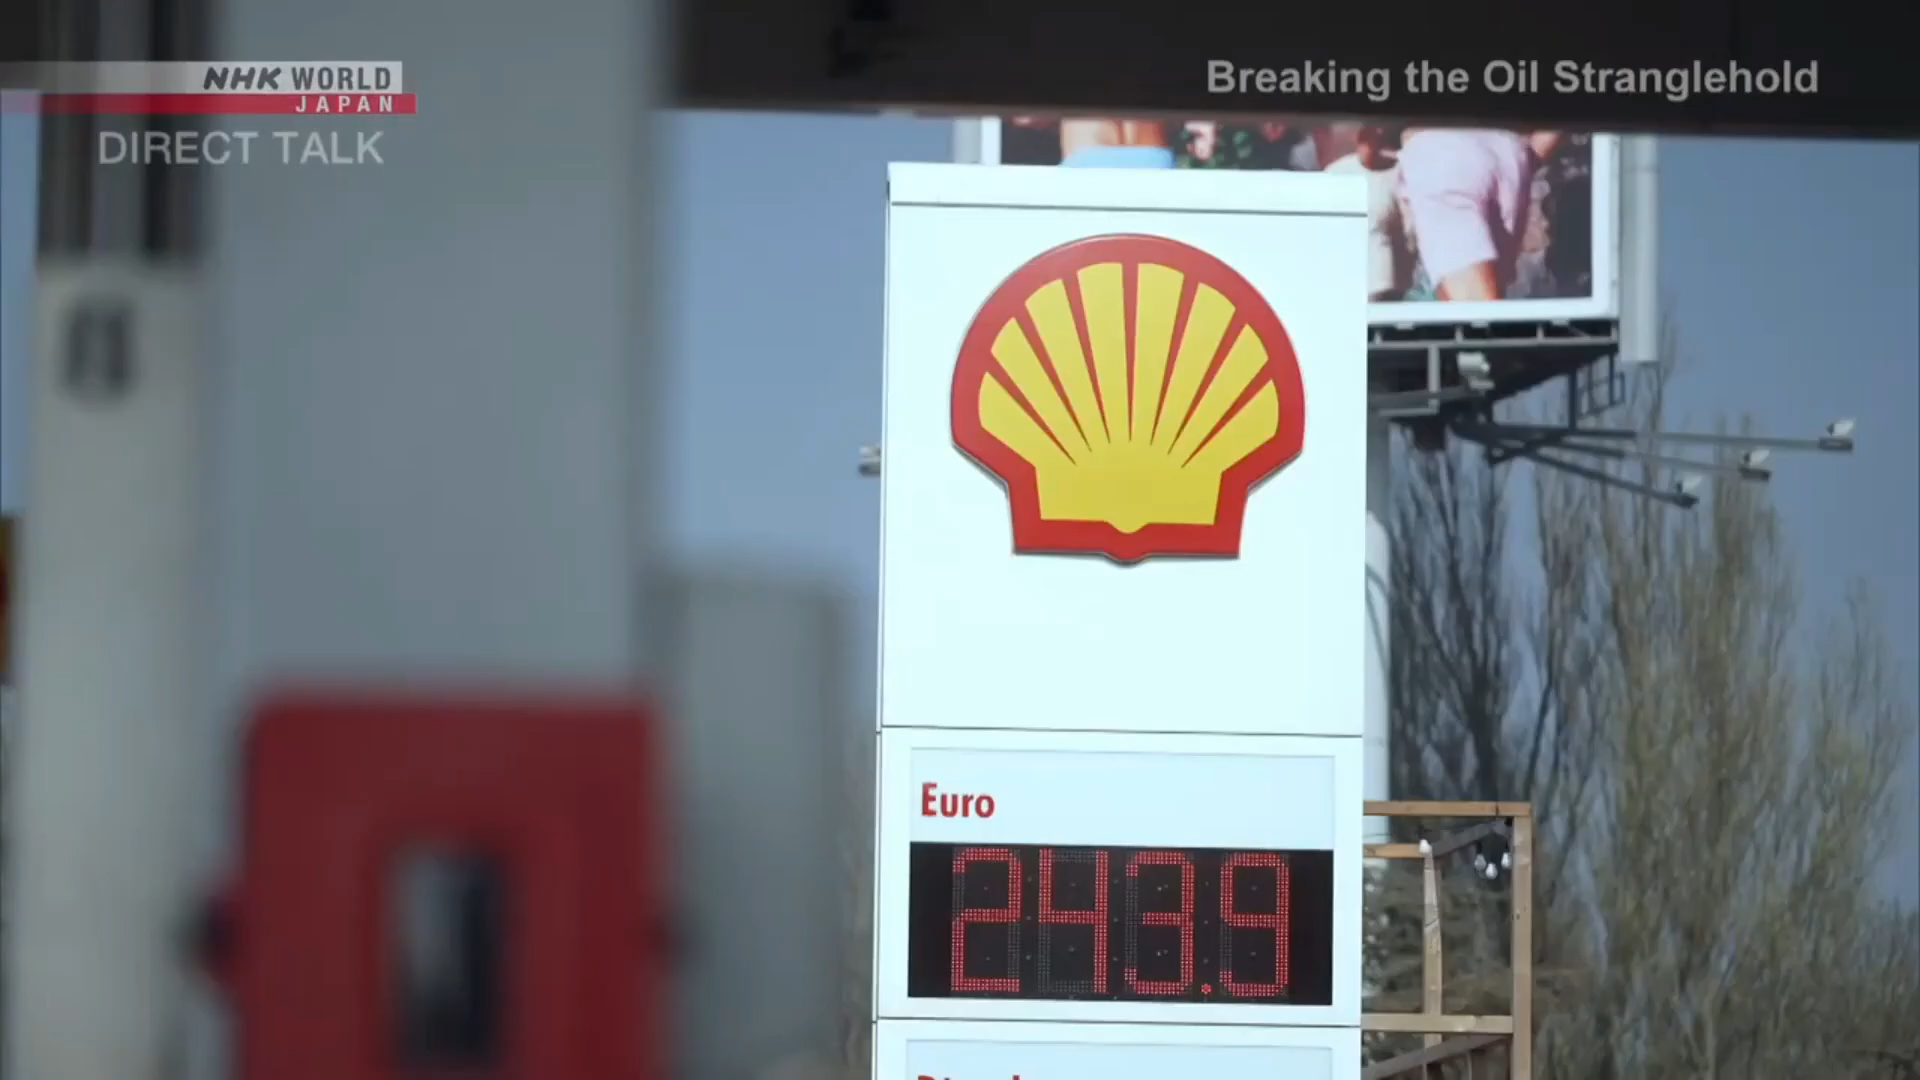 NHK WORLD
JAPAN
DIRECT TALK
Breaking the Oil Stranglehold
Euro
243.9